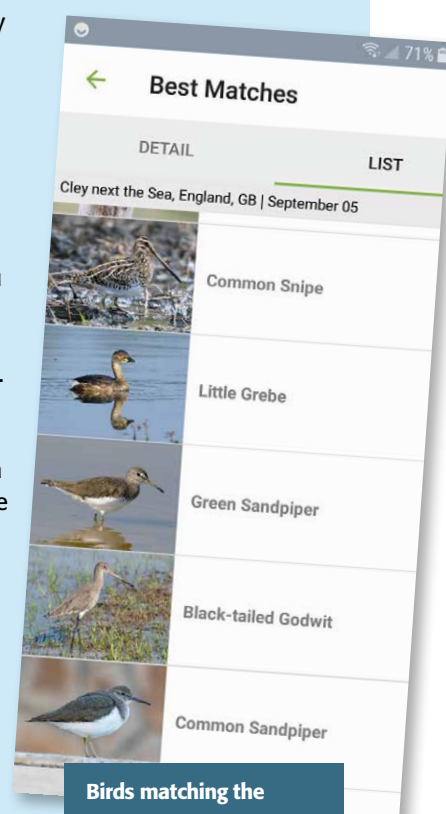 71%
Best Matches
DETAIL LIST
Cley next the Sea, England, GB | September 05
Common Snipe
Little Grebe
Green Sandpiper
Black-tailed Godwit
Common Sandpiper
Birds matching the